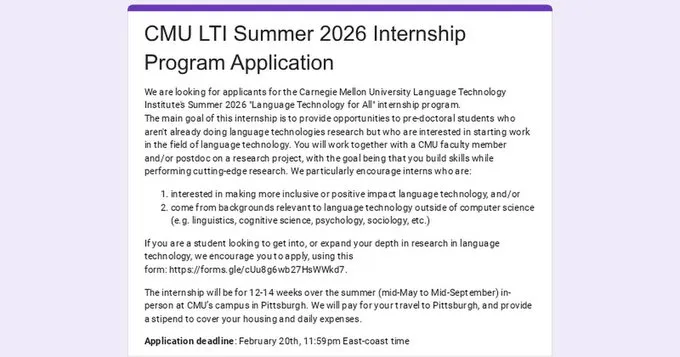 CMU LTI Summer 2026 Internship
Program Application
We are looking for applicants for the Carnegie Mellon University Language Technology
Institute's Summer 2026 "Language Technology for All" internship program.
The main goal of this internship is to provide opportunities to pre-doctoral students who
aren't already doing language technologies research but who are interested in starting work
in the field of language technology. You will work together with a CMU faculty member
and/or postdoc on a research project, with the goal being that you build skills while
performing cutting-edge research. We particularly encourage interns who are:
1. interested in making more inclusive or positive impact language technology, and/or
2. come from backgrounds relevant to language technology outside of computer science
(e.g. linguistics, cognitive science, psychology, sociology, etc.)
If you are a student looking to get into, or expand your depth in research in language
technology, we encourage you to apply, using this
form: https://forms.gle/cUu8g6wb27HsWWkd7.
The internship will be for 12-14 weeks over the summer (mid-May to Mid-September) in-
person at CMU's campus in Pittsburgh. We will pay for your travel to Pittsburgh, and provide
a stipend to cover your housing and daily expenses.
Application deadline: February 20th, 11:59pm East-coast time